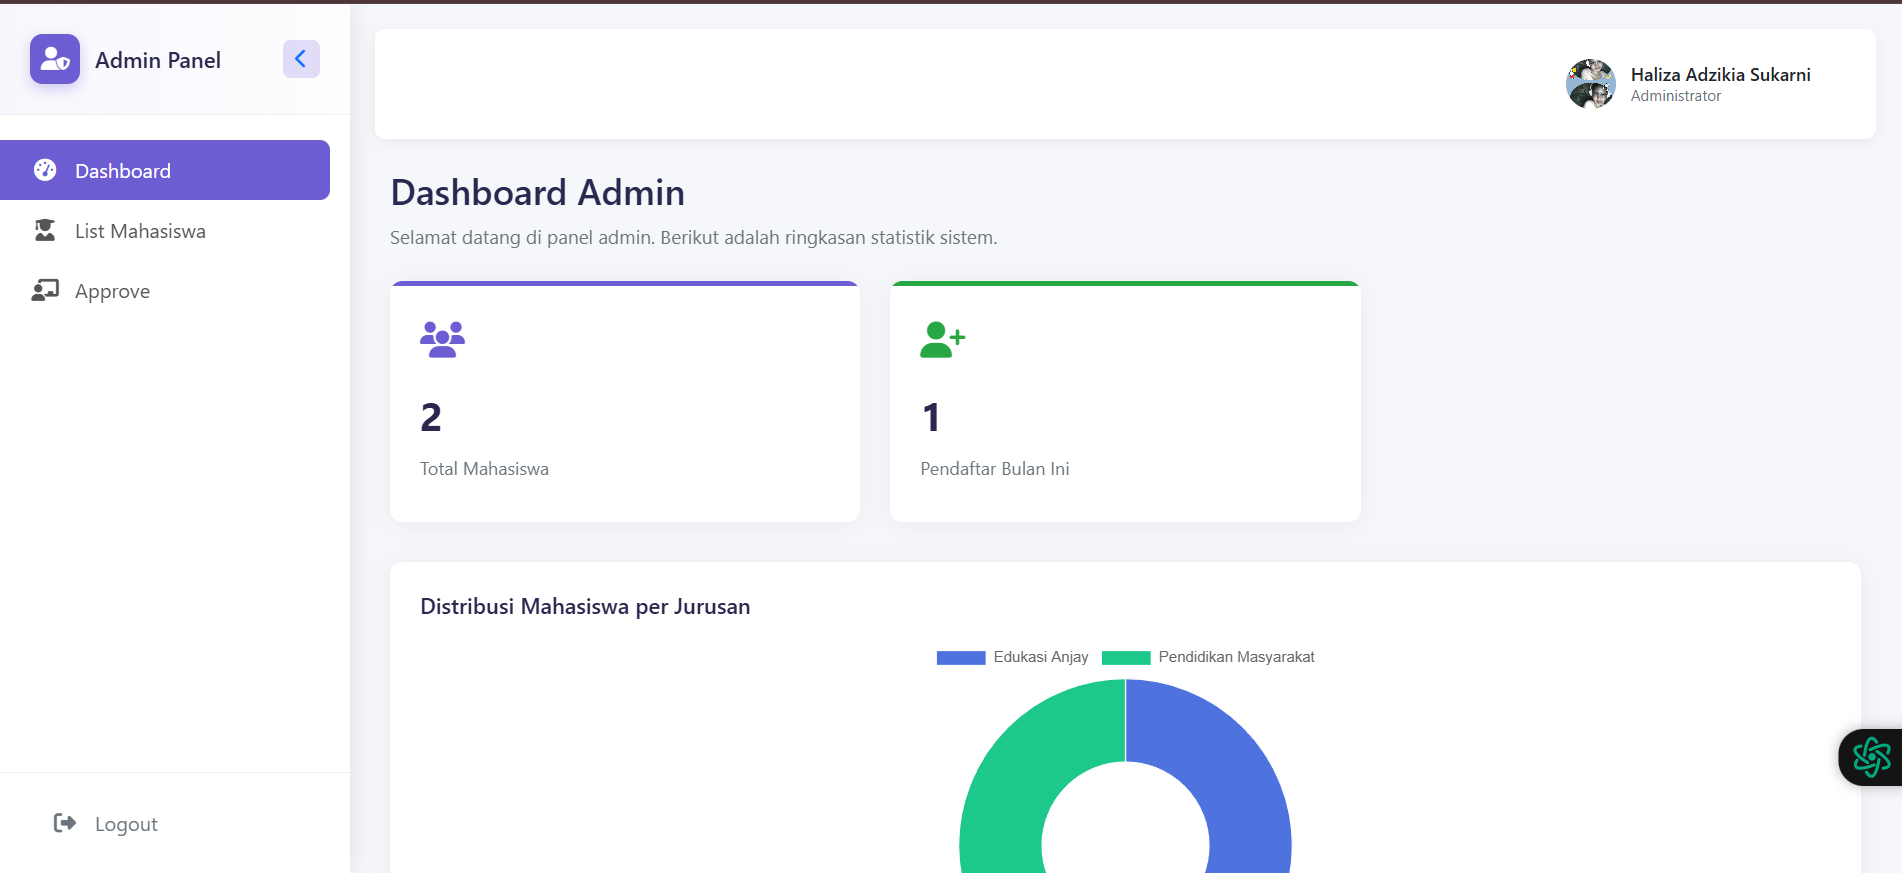 Admin Panel
Haliza Adzikia Sukarni
Administrator
Dashboard
List Mahasiswa
Approve
Logout
Dashboard Admin
Selamat datang di panel admin. Berikut adalah ringkasan statistik sistem.
2
Total Mahasiswa
1
Pendaftar Bulan Ini
Distribusi Mahasiswa per Jurusan
Edukasi Anjay
Pendidikan Masyarakat